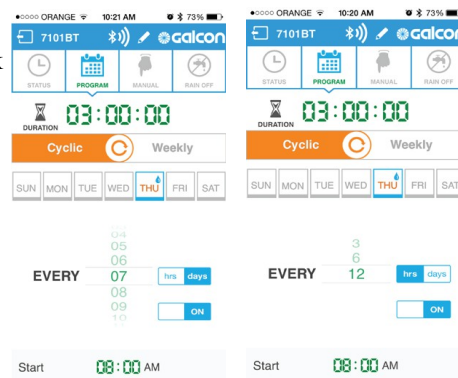 ●○○○○ ORANGE 10:21 AM 73%
7101BT Galcon
STATUS PROGRAM MANUAL RAIN OFF
DURATION 03:00:00
Cyclic Weekly
SUN MON TUE WED THU FRI SAT
04
05
06
EVERY 07 hrs days
08
09 ON
10
Start 08:00 AM
●○○○○ ORANGE 10:20 AM 73%
7101BT Galcon
STATUS PROGRAM MANUAL RAIN OFF
DURATION 03:00:00
Cyclic Weekly
SUN MON TUE WED THU FRI SAT
3
6
EVERY 12 hrs days
ON
Start 08:00 AM